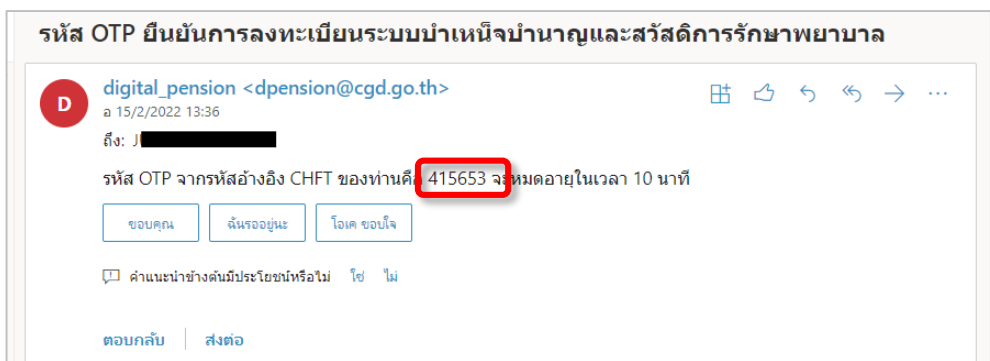 รหัส OTP ยืนยันการลงทะเบียนระบบบำเหน็จบำนาญและสวัสดิการรักษาพยาบาล
D
digital_pension <dpension@cgd.go.th>
อ 15/2/2022 13:36
ถึง:
รหัส OTP จากรหัสอ้างอิง CHFT ของท่านคือ 415653 จะหมดอายุในเวลา 10 นาที
ขอบคุณ ฉันรออยู่นะ โอเค ขอบใจ
คำแนะนำข้างต้นมีประโยชน์หรือไม่ ใช่ ไม่
ตอบกลับ ส่งต่อ